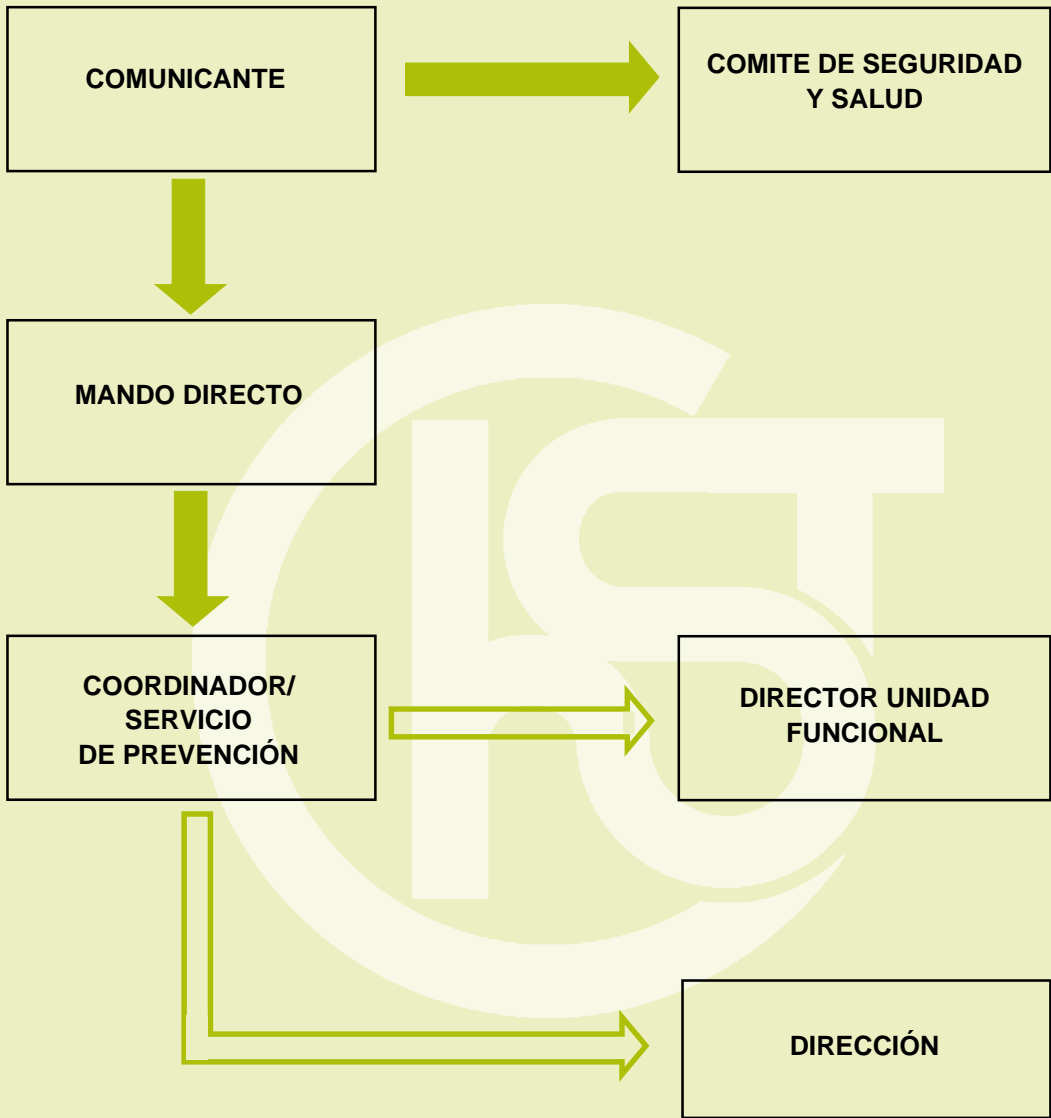 COMUNICANTE
COMITE DE SEGURIDAD
Y SALUD
MANDO DIRECTO
COORDINADOR/
SERVICIO
DE PREVENCIÓN
DIRECTOR UNIDAD
FUNCIONAL
DIRECCIÓN